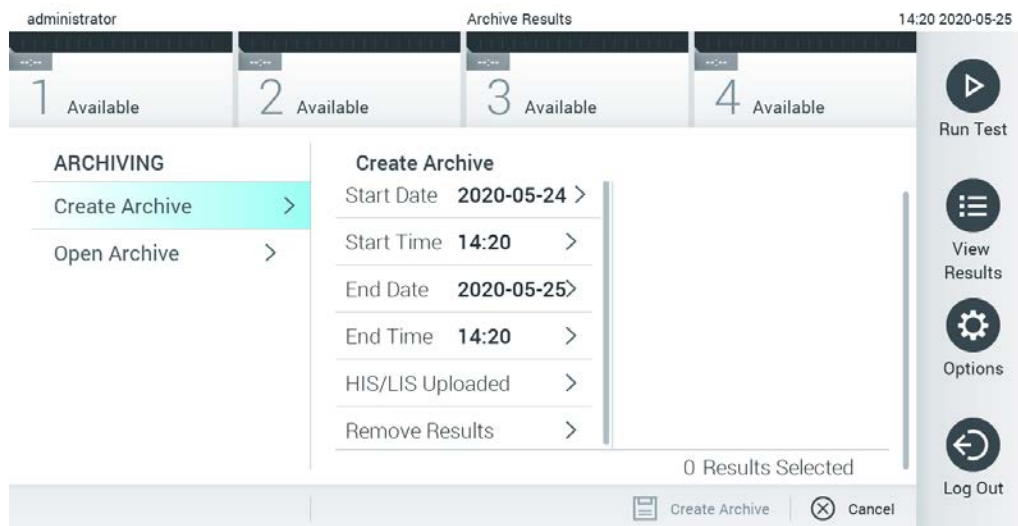 administrator Archive Results 14:20 2020-05-25
--:-- --:-- --:-- --:--
1 Available 2 Available 3 Available 4 Available
Run Test
ARCHIVING
Create Archive
Open Archive
Create Archive
Start Date 2020-05-24
Start Time 14:20
End Date 2020-05-25
End Time 14:20
HIS/LIS Uploaded
Remove Results
0 Results Selected
View
Results
Options
Log Out
Create Archive Cancel